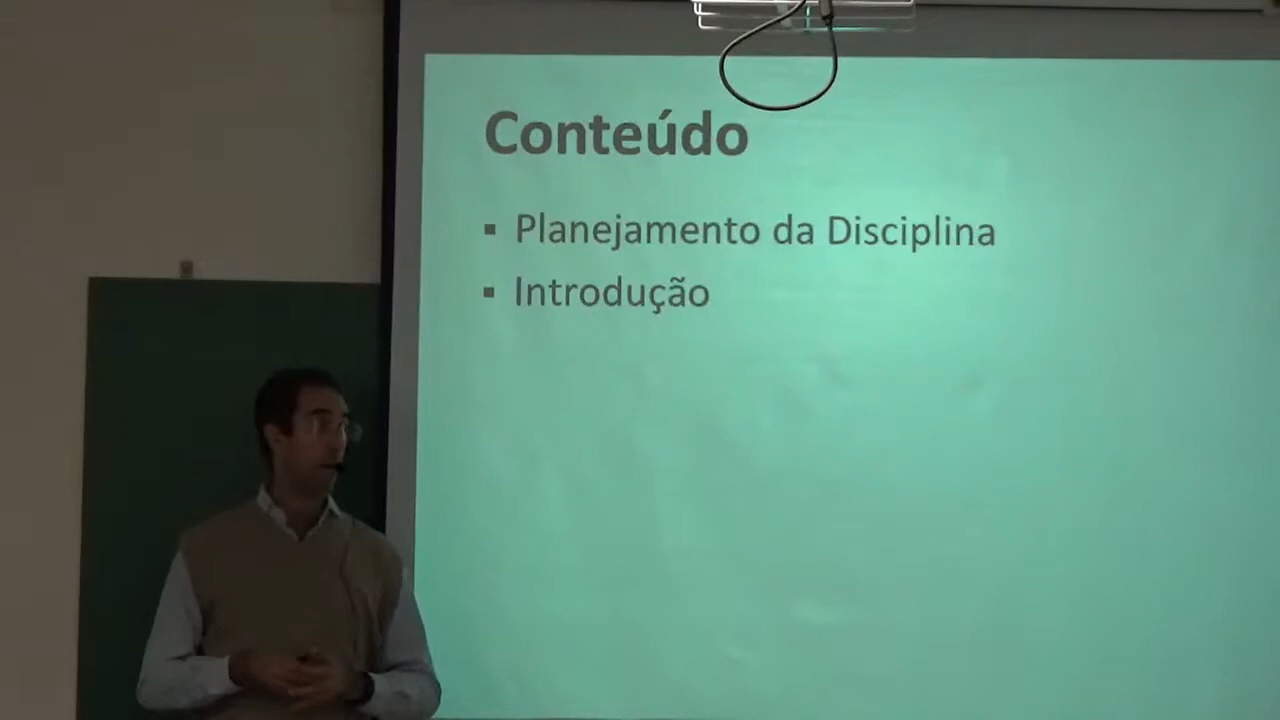 Conteúdo
▪ Planejamento da Disciplina
▪ Introdução